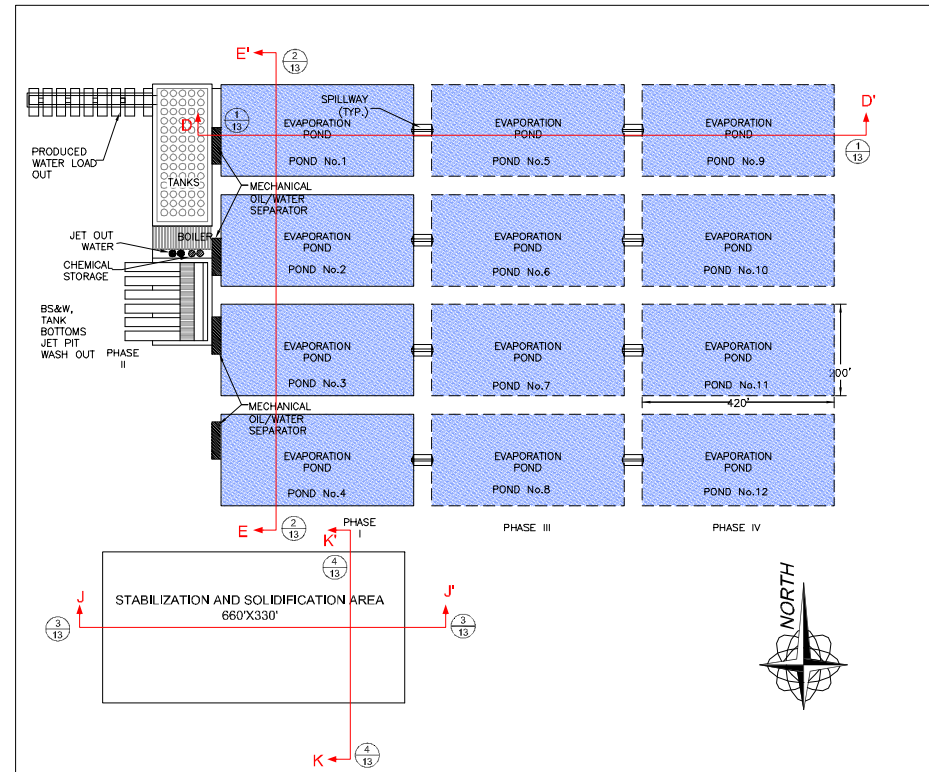 E'
2
13
SPILLWAY
(TYP.)
D
1
13
EVAPORATION
POND
POND No.1
EVAPORATION
POND
POND No.5
EVAPORATION
POND
POND No.9
D'
1
13
PRODUCED
WATER LOAD
OUT
TANKS
MECHANICAL
OIL/WATER
SEPARATOR
JET OUT
WATER
BOILER
CHEMICAL
STORAGE
EVAPORATION
POND
POND No.2
EVAPORATION
POND
POND No.6
EVAPORATION
POND
POND No.10
BS&W,
TANK
BOTTOMS
JET PIT
WASH OUT
PHASE
II
EVAPORATION
POND
POND No.3
EVAPORATION
POND
POND No.7
EVAPORATION
POND
POND No.11
200'
420'
MECHANICAL
OIL/WATER
SEPARATOR
EVAPORATION
POND
POND No.4
EVAPORATION
POND
POND No.8
EVAPORATION
POND
POND No.12
E
2
13
K'
PHASE
I
PHASE III
PHASE IV
4
13
J
3
13
STABILIZATION AND SOLIDIFICATION AREA
660'X330'
J'
3
13
K
4
13
NORTH